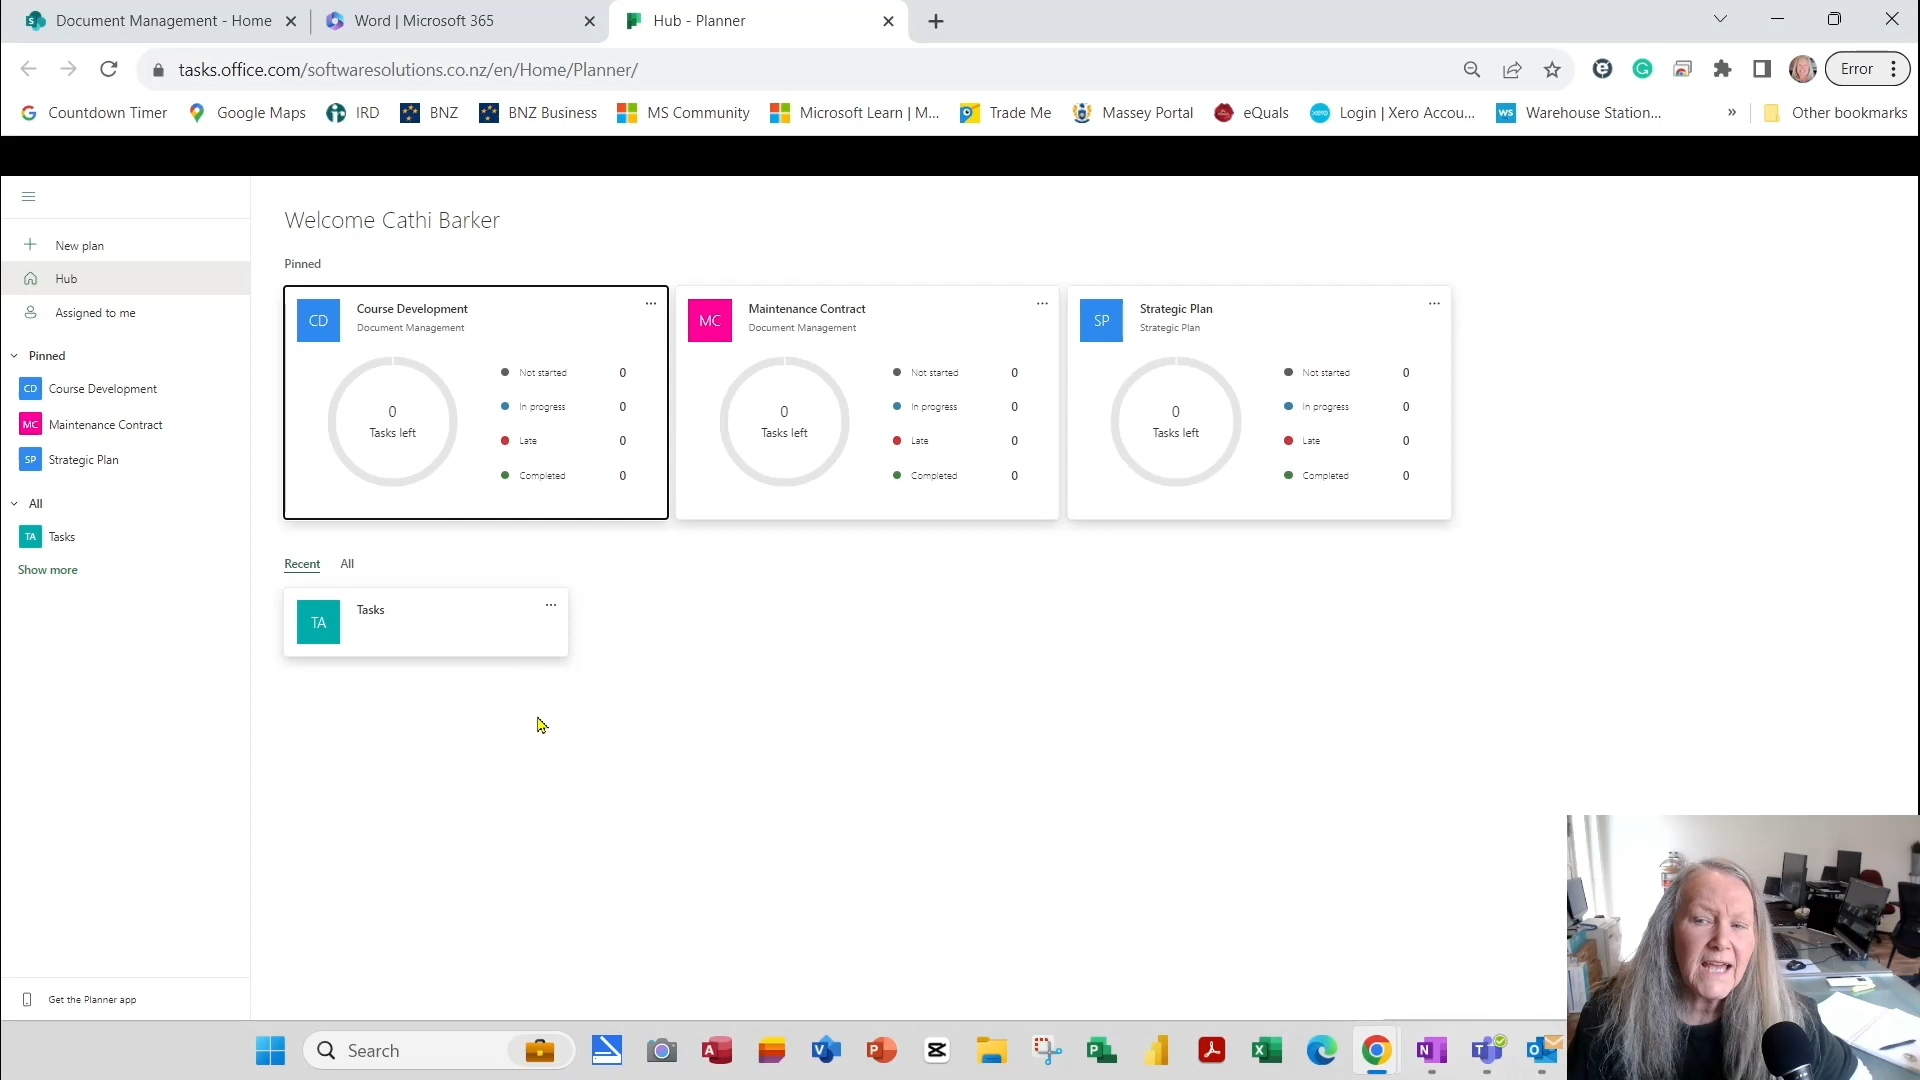 Document Management - Home
Word | Microsoft 365
Hub - Planner
tasks.office.com/softwaresolutions.co.nz/en/Home/Planner/
Error
Countdown Timer
Google Maps
IRD
BNZ
BNZ Business
MS Community
Microsoft Learn | M...
Trade Me
Massey Portal
eQuals
Login | Xero Accou...
WS Warehouse Station...
»
Other bookmarks
New plan
Hub
Assigned to me
Pinned
CD Course Development
MC Maintenance Contract
SP Strategic Plan
All
TA Tasks
Show more
Get the Planner app
Welcome Cathi Barker
Pinned
CD
Course Development
Document Management
0
Tasks left
Not started 0
In progress 0
Late 0
Completed 0
MC
Maintenance Contract
Document Management
0
Tasks left
Not started 0
In progress 0
Late 0
Completed 0
SP
Strategic Plan
Strategic Plan
0
Tasks left
Not started 0
In progress 0
Late 0
Completed 0
Recent All
TA
Tasks
Search